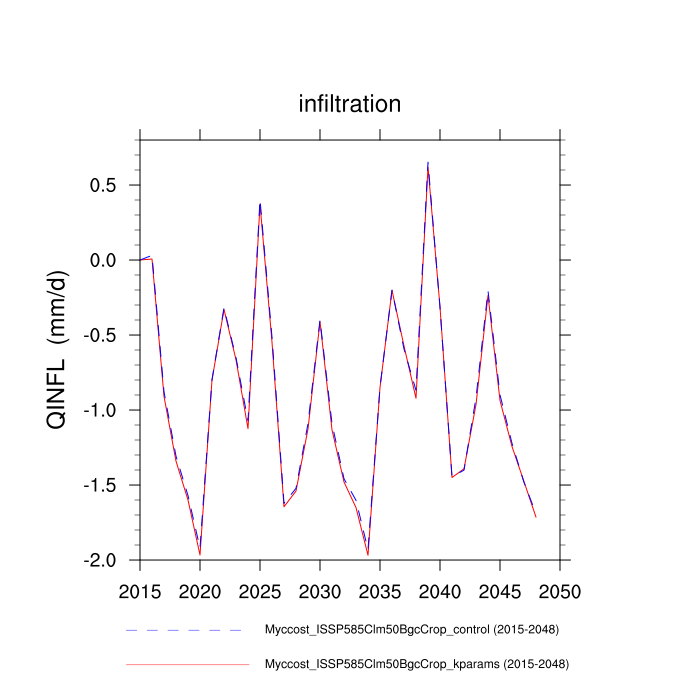 infiltration
QINFL (mm/d)
0.5
0.0
-0.5
-1.0
-1.5
-2.0
2015 2020 2025 2030 2035 2040 2045 2050
Myccost_ISSP585Clm50BgcCrop_control (2015-2048)
Myccost_ISSP585Clm50BgcCrop_kparams (2015-2048)